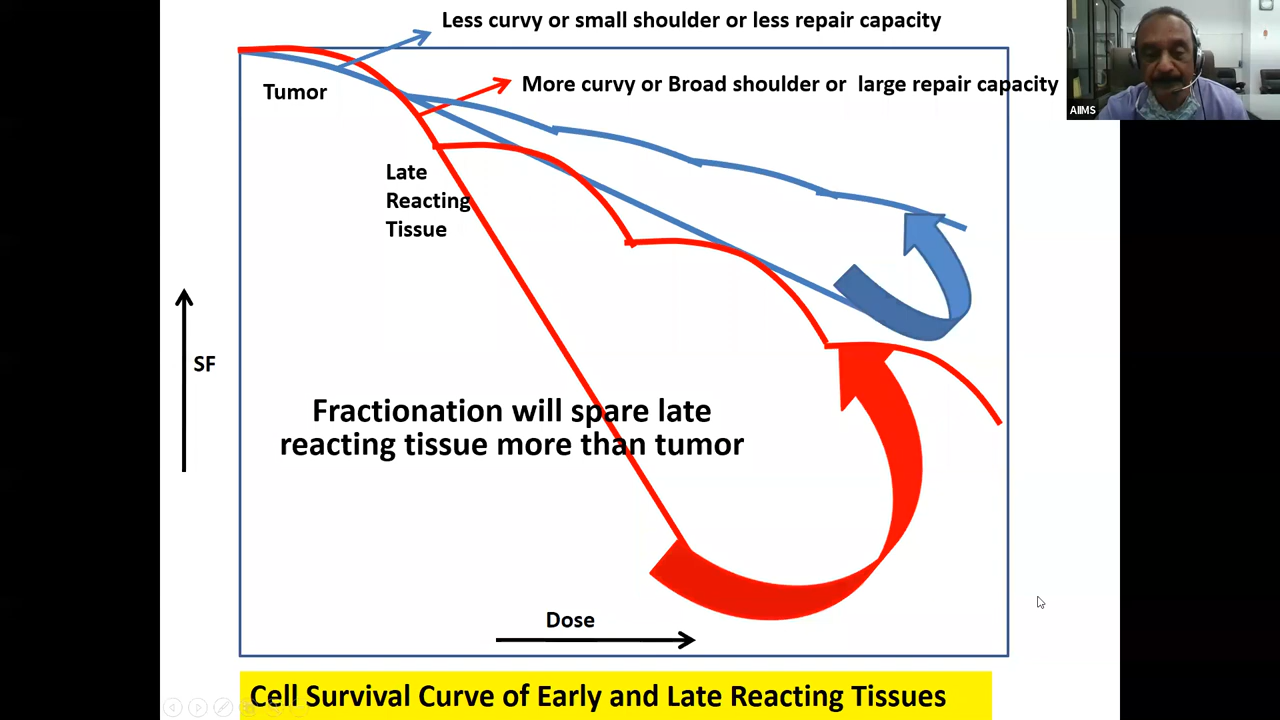 Less curvy or small shoulder or less repair capacity
More curvy or Broad shoulder or large repair capacity
AIIMS
Tumor
Late
Reacting
Tissue
SF
Fractionation will spare late
reacting tissue more than tumor
Dose
Cell Survival Curve of Early and Late Reacting Tissues